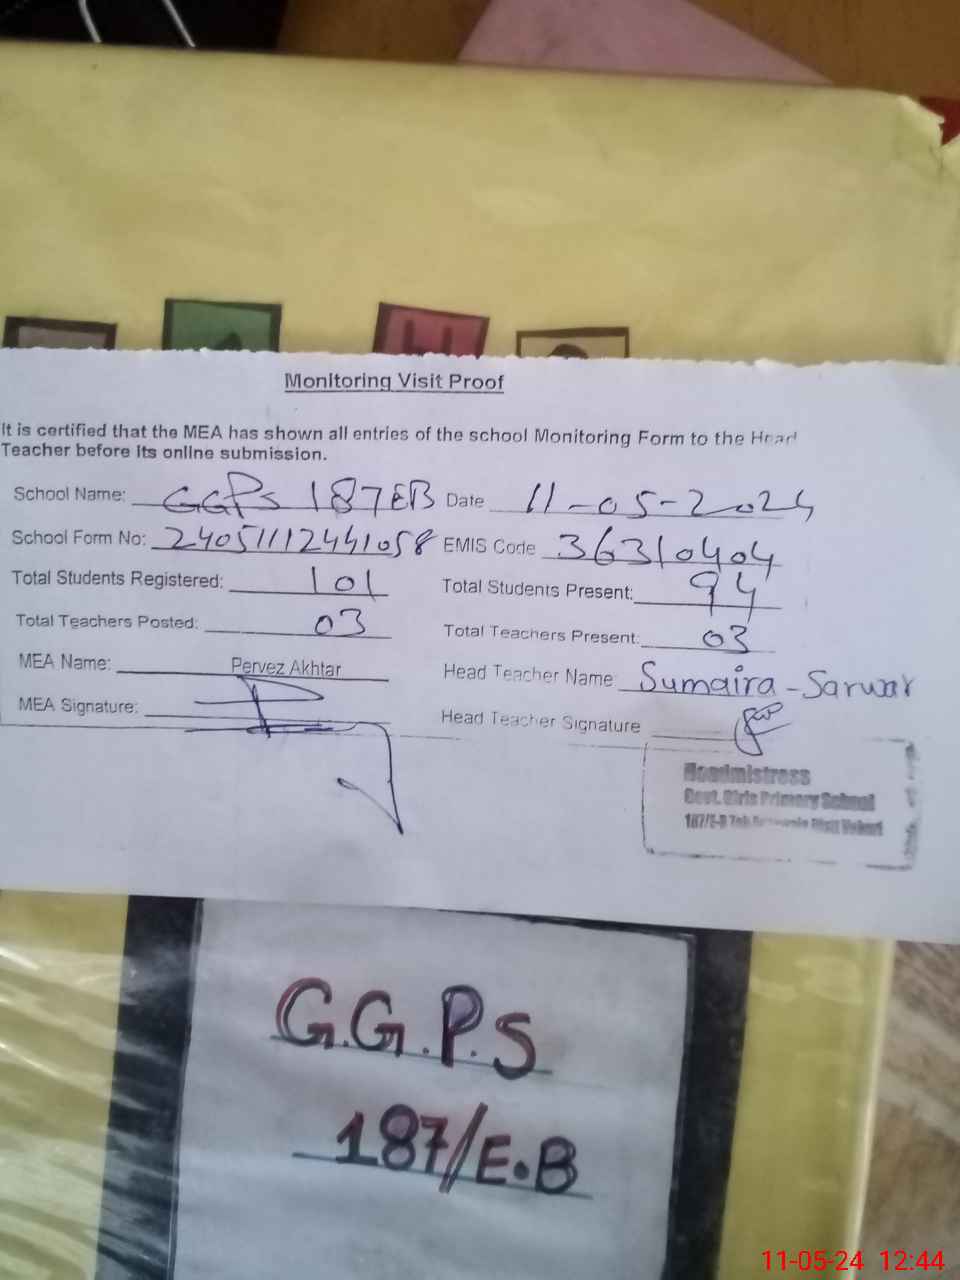 Monitoring Visit Proof
It is certified that the MEA has shown all entries of the school Monitoring Form to the Head
Teacher before its online submission.
School Name: GGPS 187EB Date 11-05-2024
School Form No: 24051112441058 EMIS Code 36310404
Total Students Registered: 101 Total Students Present: 94
Total Teachers Posted: 03 Total Teachers Present: 03
MEA Name: Pervez Akhtar Head Teacher Name: Sumaira-Sarwar
MEA Signature: Head Teacher Signature
Headmistress
Govt. Girls Primary School
187/E-B
G.G.P.S
187/E.B
11-05-24 12:44